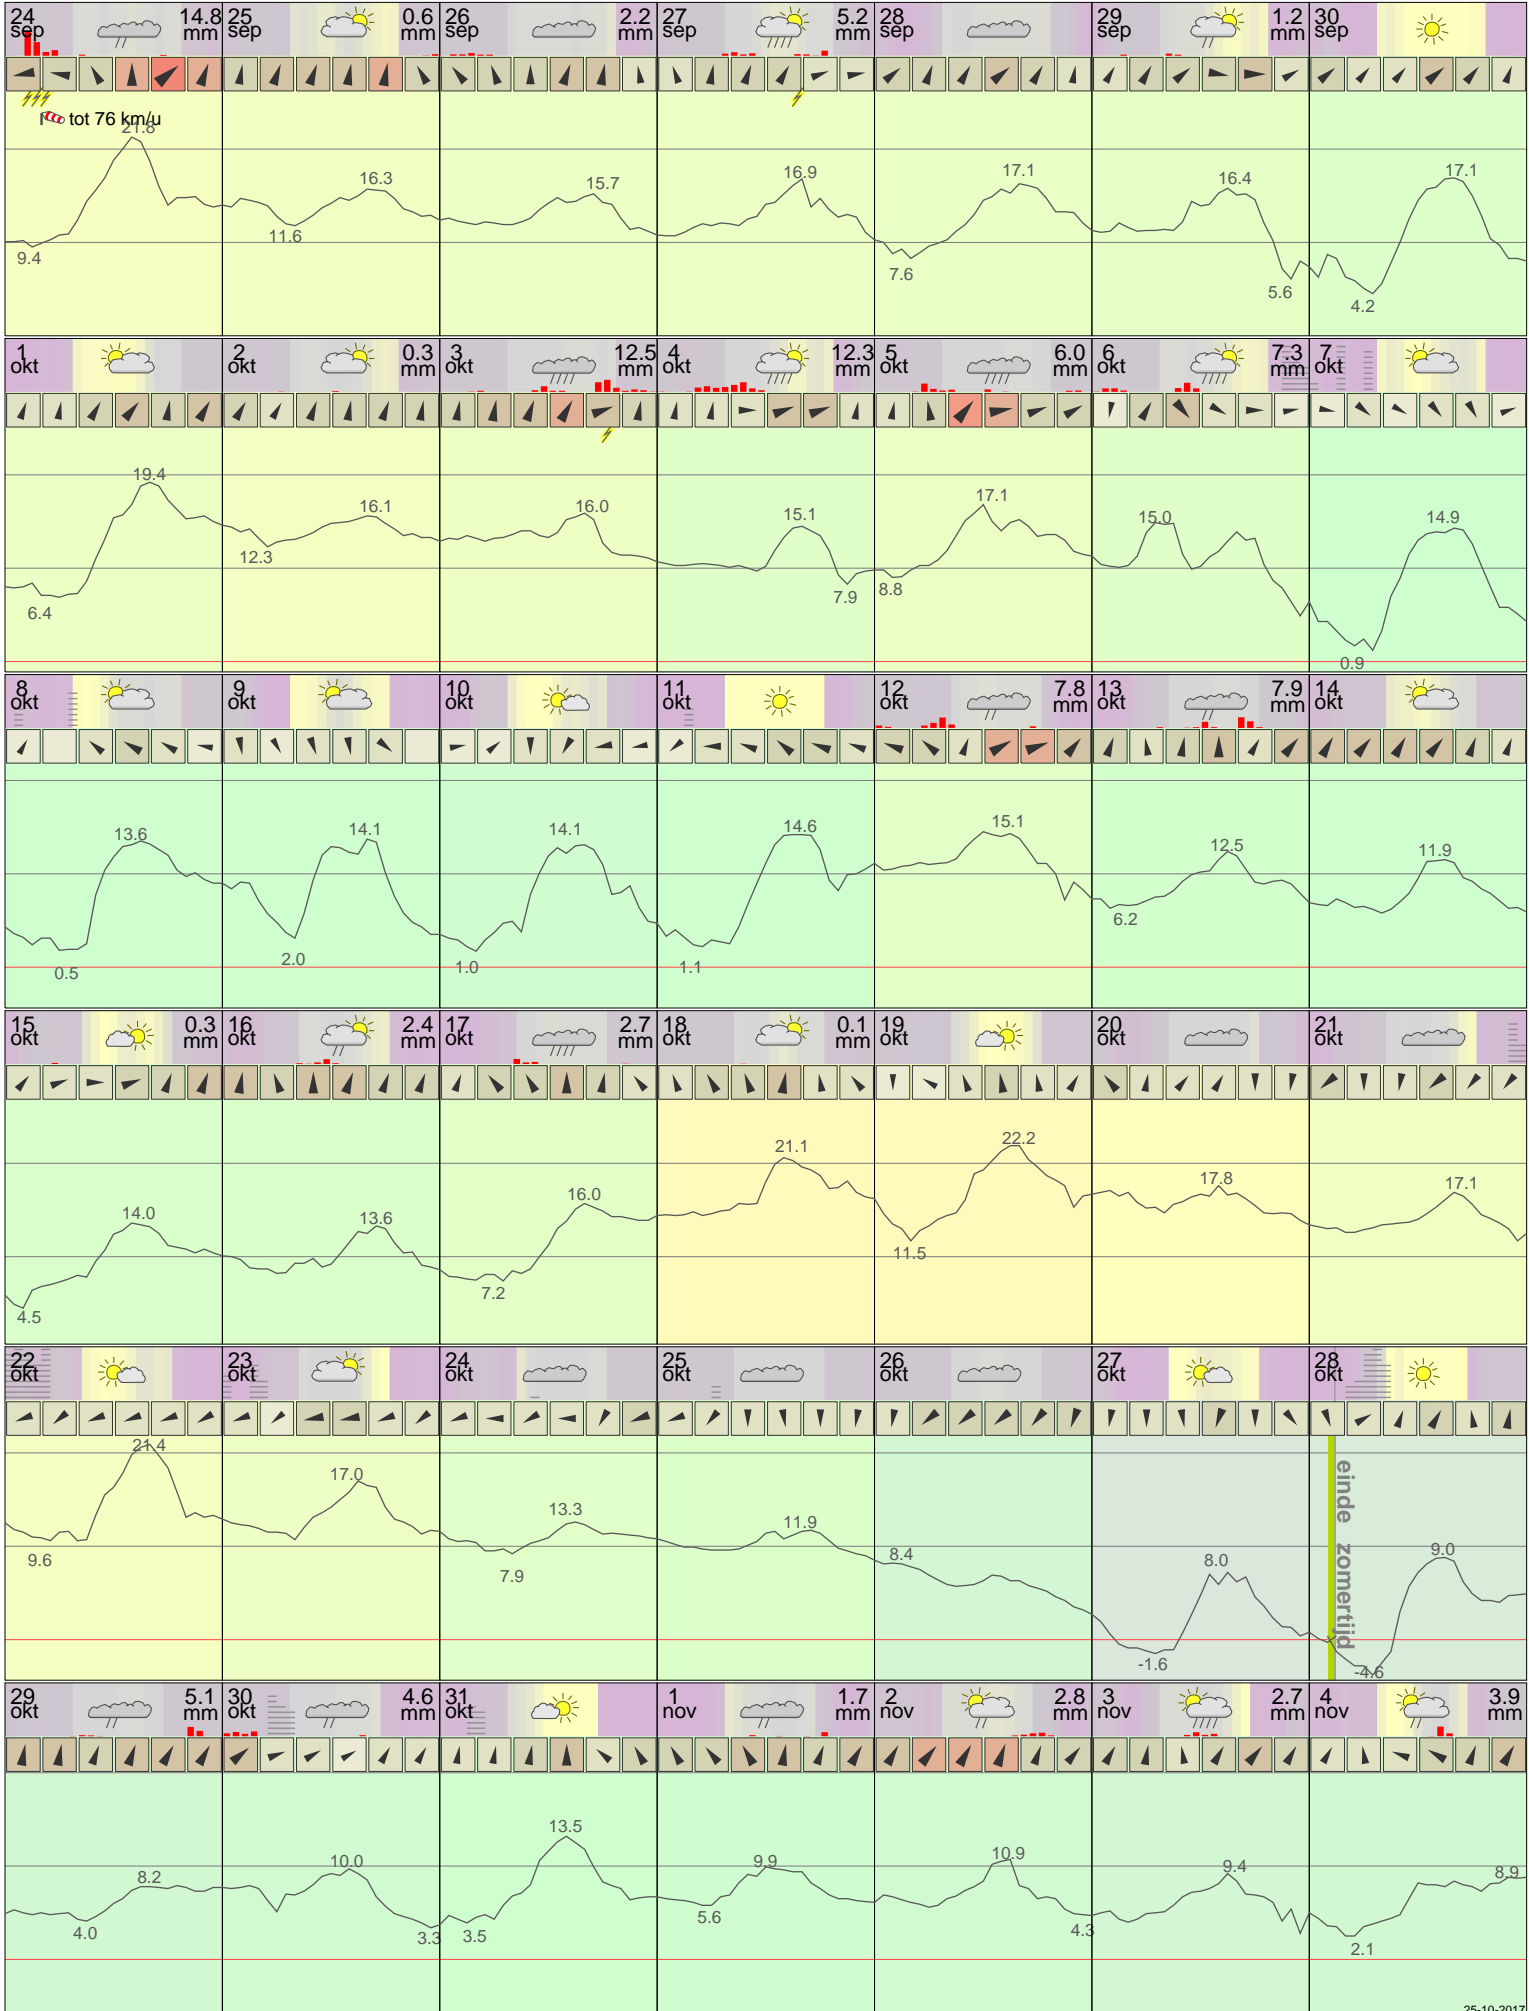 24 14.8 25 0.6 26 2.2 27 5.2 28 29 1.2 30
sep mm sep mm sep mm sep mm sep sep mm sep
tot 76 km/u
21.8 16.3 15.7 16.9 17.1 16.4 17.1
9.4 11.6 7.6 5.6 4.2
1 2 0.3 3 12.5 4 12.3 5 6.0 6 7.3 7
okt okt mm okt mm okt mm okt mm okt mm okt
19.4 16.1 16.0 15.1 17.1 15.0 14.9
6.4 12.3 7.9 8.8 0.9
8 9 10 11 12 7.8 13 7.9 14
okt okt okt okt okt mm okt mm okt
13.6 14.1 14.1 14.6 15.1 12.5 11.9
0.5 2.0 1.0 1.1 6.2
15 0.3 16 2.4 17 2.7 18 0.1 19 20 21
okt mm okt mm okt mm okt mm okt okt okt
14.0 13.6 16.0 21.1 22.2 17.8 17.1
4.5 7.2 11.5
22 23 24 25 26 27 28
okt okt okt okt okt okt okt
21.4 17.0 13.3 11.9 8.4 8.0 9.0
9.6 7.9 -1.6 -4.6
einde zomertijd
29 5.1 30 4.6 31 1 1.7 2 2.8 3 2.7 4 3.9
okt mm okt mm okt nov mm nov mm nov mm nov mm
8.2 10.0 13.5 9.9 10.9 9.4 8.9
4.0 3.3 3.5 5.6 4.3 2.1
25-10-2017